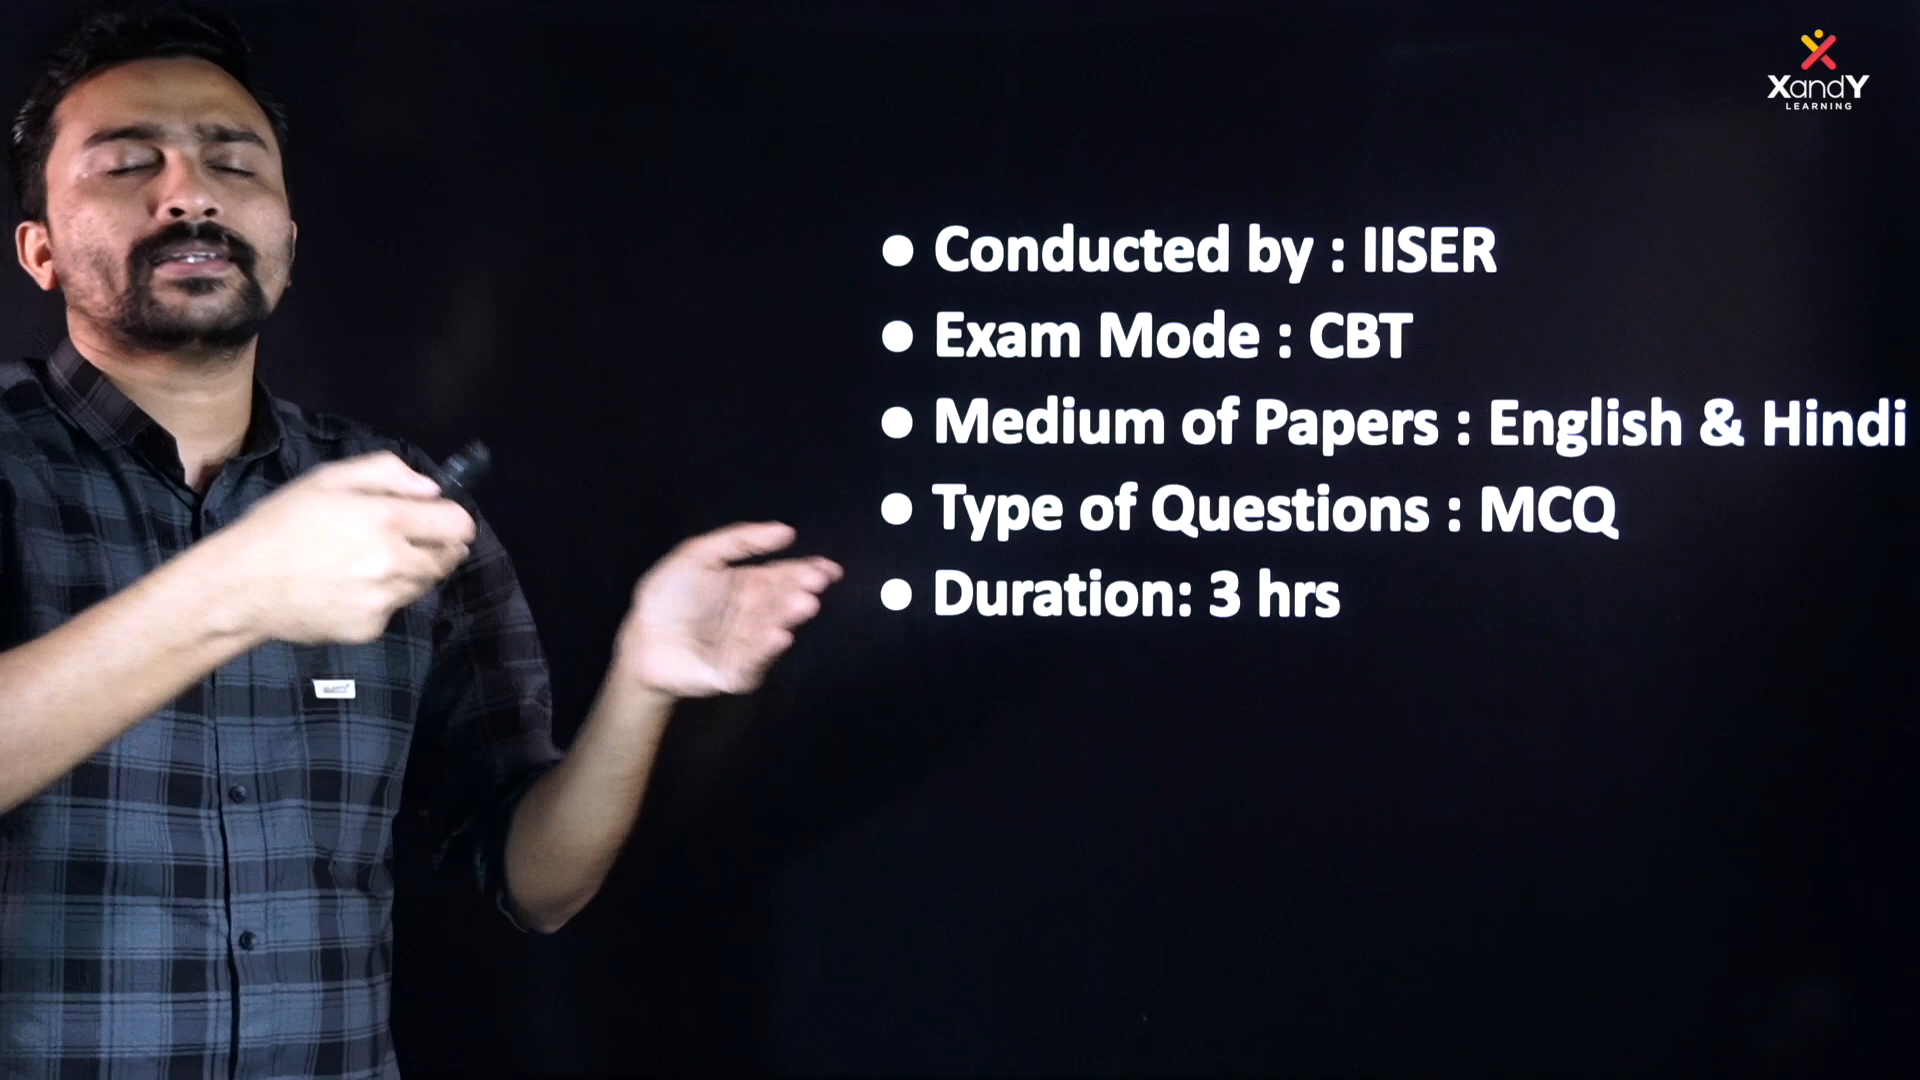 XandY
LEARNING
● Conducted by : IISER
● Exam Mode : CBT
● Medium of Papers : English & Hindi
● Type of Questions : MCQ
● Duration: 3 hrs